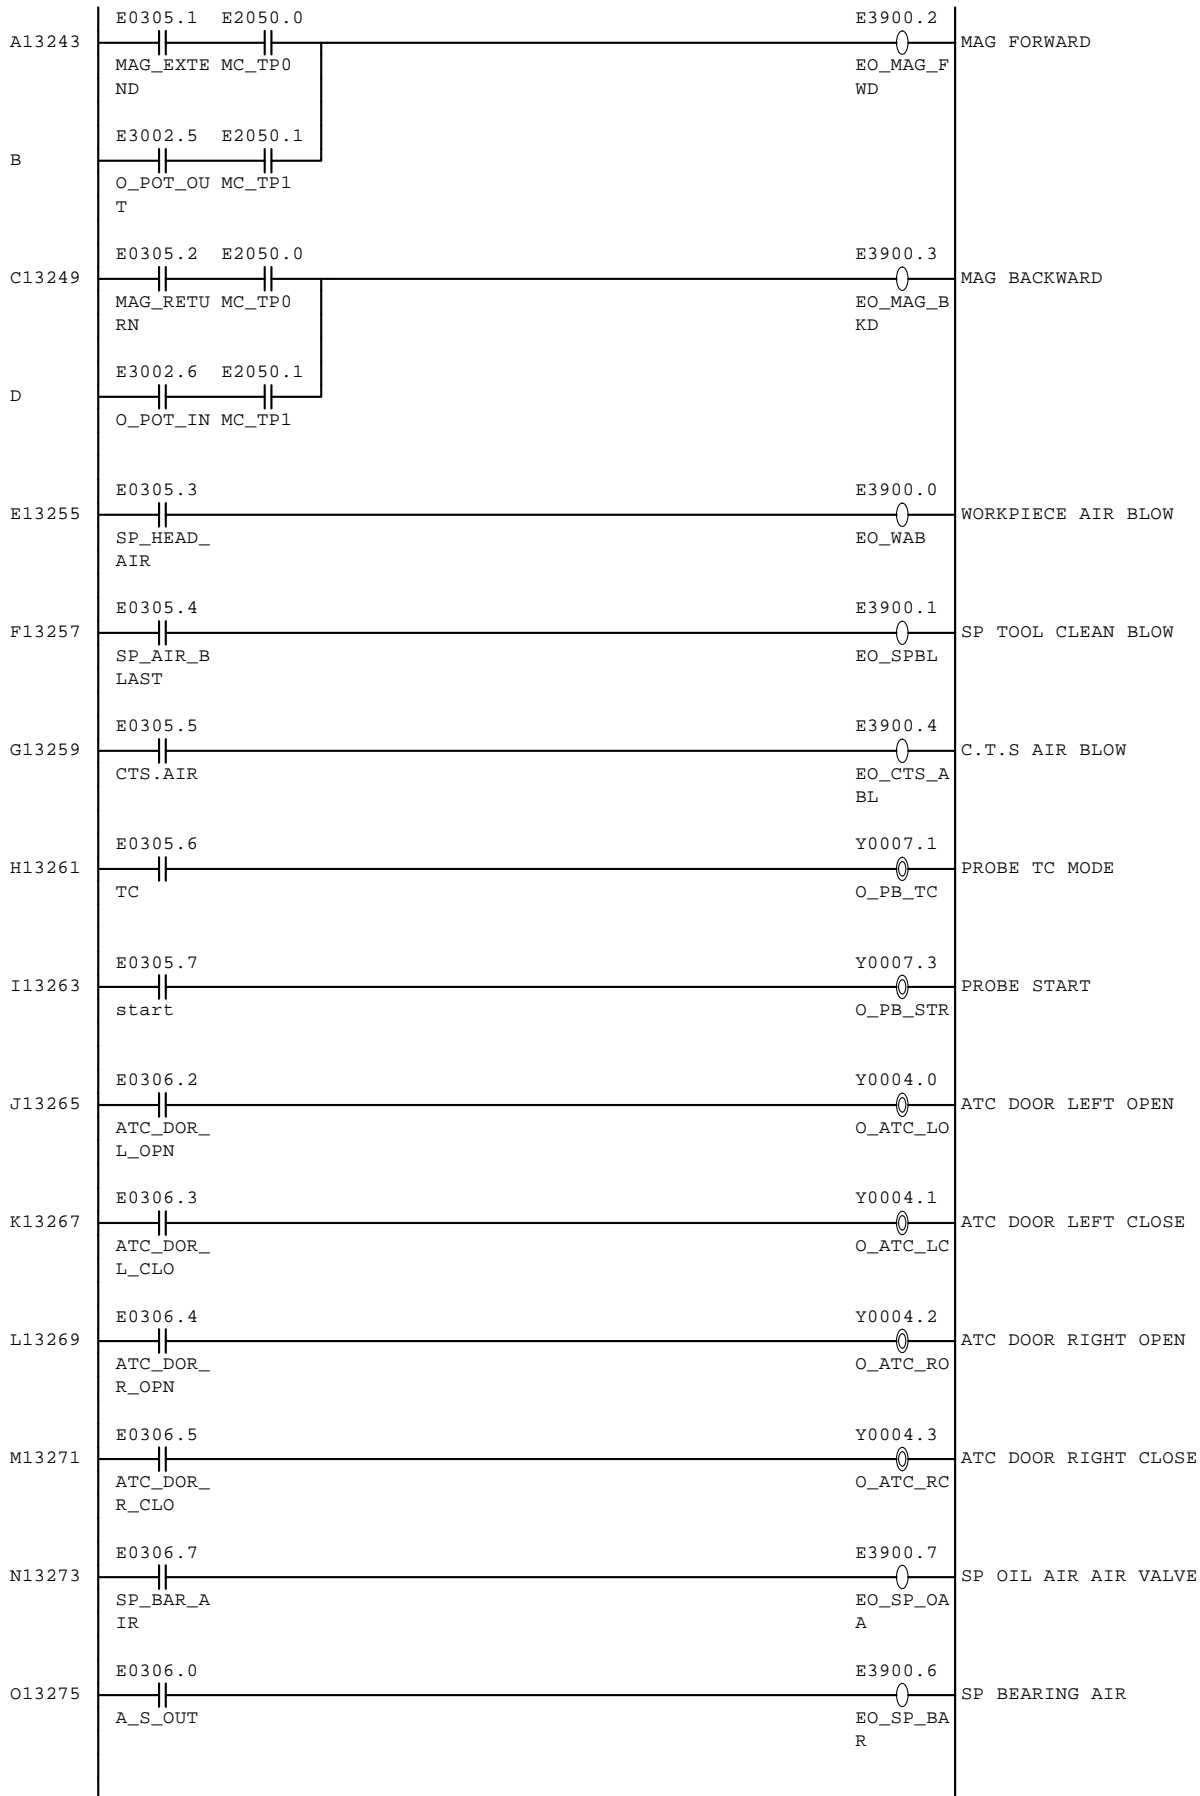 E0305.1 E2050.0 E3900.2
A13243 MAG FORWARD
MAG_EXTE MC_TP0 EO_MAG_F
ND WD
E3002.5 E2050.1
B
O_POT_OU MC_TP1
T
E0305.2 E2050.0 E3900.3
C13249 MAG BACKWARD
MAG_RETU MC_TP0 EO_MAG_B
RN KD
E3002.6 E2050.1
D
O_POT_IN MC_TP1
E0305.3 E3900.0
E13255 WORKPIECE AIR BLOW
SP_HEAD_ EO_WAB
AIR
E0305.4 E3900.1
F13257 SP TOOL CLEAN BLOW
SP_AIR_B EO_SPBL
LAST
E0305.5 E3900.4
G13259 C.T.S AIR BLOW
CTS.AIR EO_CTS_A
BL
E0305.6 Y0007.1
H13261 PROBE TC MODE
TC O_PB_TC
E0305.7 Y0007.3
I13263 PROBE START
start O_PB_STR
E0306.2 Y0004.0
J13265 ATC DOOR LEFT OPEN
ATC_DOR_ O_ATC_LO
L_OPN
E0306.3 Y0004.1
K13267 ATC DOOR LEFT CLOSE
ATC_DOR_ O_ATC_LC
L_CLO
E0306.4 Y0004.2
L13269 ATC DOOR RIGHT OPEN
ATC_DOR_ O_ATC_RO
R_OPN
E0306.5 Y0004.3
M13271 ATC DOOR RIGHT CLOSE
ATC_DOR_ O_ATC_RC
R_CLO
E0306.7 E3900.7
N13273 SP OIL AIR AIR VALVE
SP_BAR_A EO_SP_OA
IR A
E0306.0 E3900.6
O13275 SP BEARING AIR
A_S_OUT EO_SP_BA
R